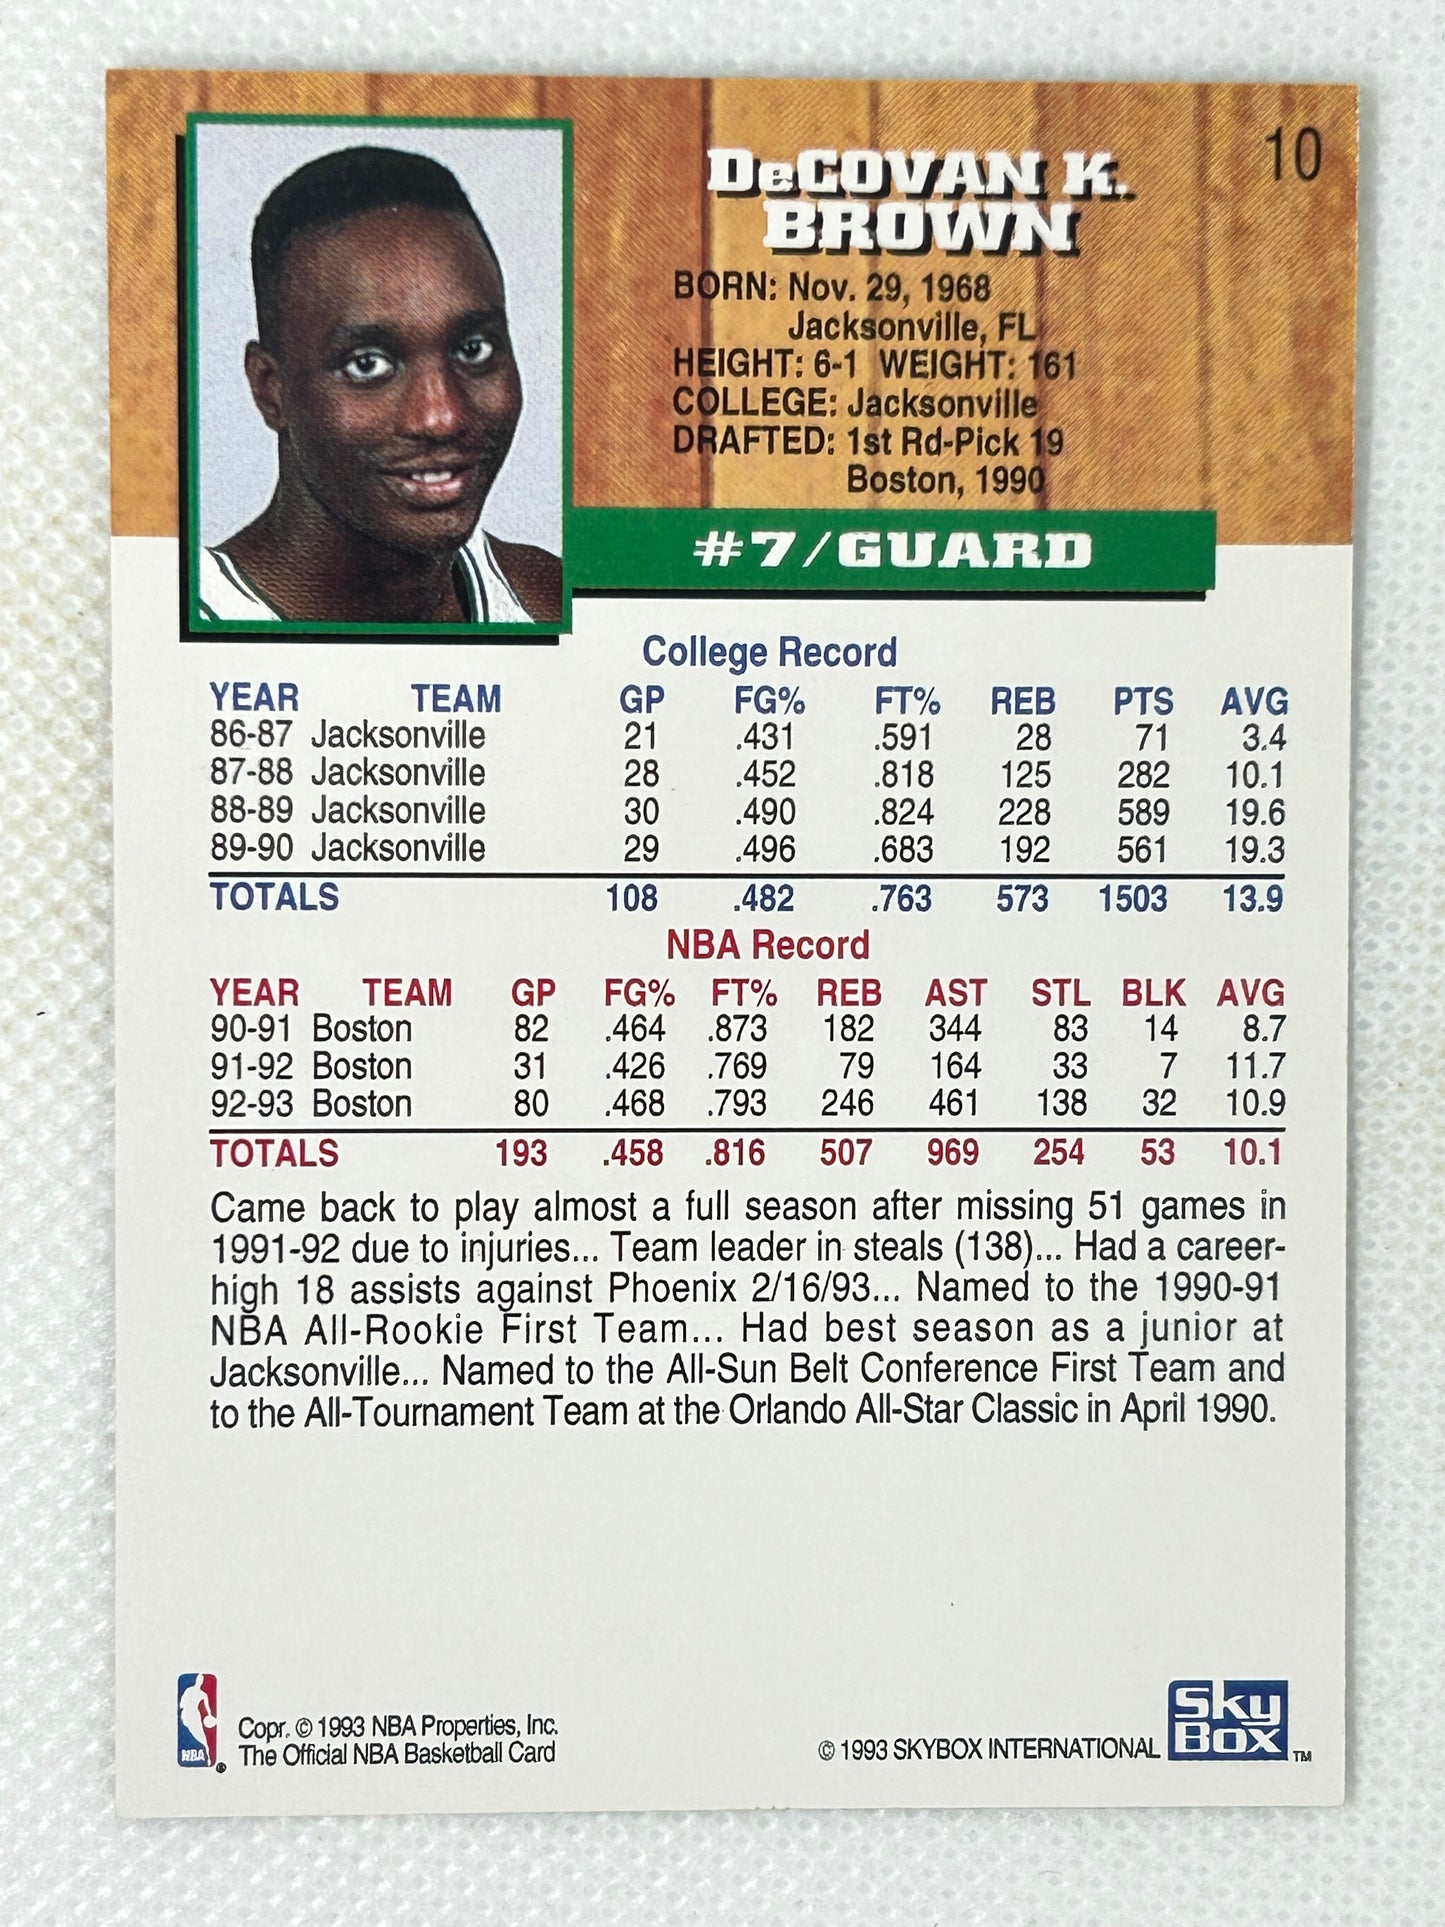 10
DeCOVAN K.
BROWN
BORN: Nov. 29, 1968
Jacksonville, FL
HEIGHT: 6-1 WEIGHT: 161
COLLEGE: Jacksonville
DRAFTED: 1st Rd-Pick 19
Boston, 1990
#7/GUARD
College Record
YEAR TEAM GP FG% FT% REB PTS AVG
86-87 Jacksonville 21 .431 .591 28 71 3.4
87-88 Jacksonville 28 .452 .818 125 282 10.1
88-89 Jacksonville 30 .490 .824 228 589 19.6
89-90 Jacksonville 29 .496 .683 192 561 19.3
TOTALS 108 .482 .763 573 1503 13.9
NBA Record
YEAR TEAM GP FG% FT% REB AST STL BLK AVG
90-91 Boston 82 .464 .873 182 344 83 14 8.7
91-92 Boston 31 .426 .769 79 164 33 7 11.7
92-93 Boston 80 .468 .793 246 461 138 32 10.9
TOTALS 193 .458 .816 507 969 254 53 10.1
Came back to play almost a full season after missing 51 games in
1991-92 due to injuries... Team leader in steals (138)... Had a career-
high 18 assists against Phoenix 2/16/93... Named to the 1990-91
NBA All-Rookie First Team... Had best season as a junior at
Jacksonville... Named to the All-Sun Belt Conference First Team and
to the All-Tournament Team at the Orlando All-Star Classic in April 1990.
NBA ®
Copr. © 1993 NBA Properties, Inc.
The Official NBA Basketball Card
© 1993 SKYBOX INTERNATIONAL
Sky
Box TM